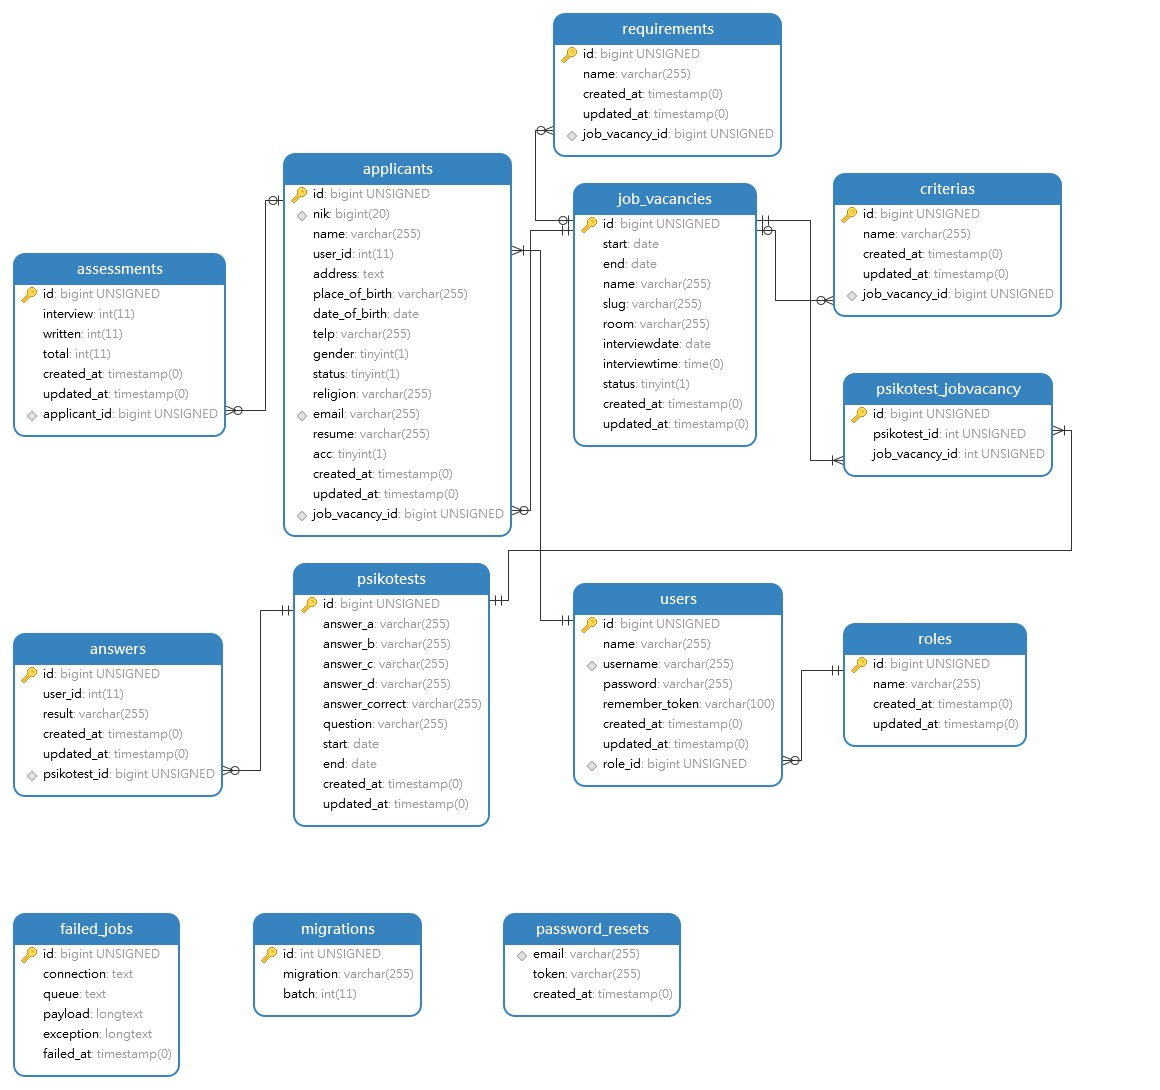 requirements
id: bigint UNSIGNED
name: varchar(255)
created_at: timestamp(0)
updated_at: timestamp(0)
job_vacancy_id: bigint UNSIGNED
applicants
id: bigint UNSIGNED
nik: bigint(20)
name: varchar(255)
user_id: int(11)
address: text
place_of_birth: varchar(255)
date_of_birth: date
telp: varchar(255)
gender: tinyint(1)
status: tinyint(1)
religion: varchar(255)
email: varchar(255)
resume: varchar(255)
acc: tinyint(1)
created_at: timestamp(0)
updated_at: timestamp(0)
job_vacancy_id: bigint UNSIGNED
job_vacancies
id: bigint UNSIGNED
start: date
end: date
name: varchar(255)
slug: varchar(255)
room: varchar(255)
interviewdate: date
interviewtime: time(0)
status: tinyint(1)
created_at: timestamp(0)
updated_at: timestamp(0)
criterias
id: bigint UNSIGNED
name: varchar(255)
created_at: timestamp(0)
updated_at: timestamp(0)
job_vacancy_id: bigint UNSIGNED
assessments
id: bigint UNSIGNED
interview: int(11)
written: int(11)
total: int(11)
created_at: timestamp(0)
updated_at: timestamp(0)
applicant_id: bigint UNSIGNED
psikotest_jobvacancy
id: bigint UNSIGNED
psikotest_id: int UNSIGNED
job_vacancy_id: int UNSIGNED
psikotests
id: bigint UNSIGNED
answer_a: varchar(255)
answer_b: varchar(255)
answer_c: varchar(255)
answer_d: varchar(255)
answer_correct: varchar(255)
question: varchar(255)
start: date
end: date
created_at: timestamp(0)
updated_at: timestamp(0)
users
id: bigint UNSIGNED
name: varchar(255)
username: varchar(255)
password: varchar(255)
remember_token: varchar(100)
created_at: timestamp(0)
updated_at: timestamp(0)
role_id: bigint UNSIGNED
roles
id: bigint UNSIGNED
name: varchar(255)
created_at: timestamp(0)
updated_at: timestamp(0)
answers
id: bigint UNSIGNED
user_id: int(11)
result: varchar(255)
created_at: timestamp(0)
updated_at: timestamp(0)
psikotest_id: bigint UNSIGNED
failed_jobs
id: bigint UNSIGNED
connection: text
queue: text
payload: longtext
exception: longtext
failed_at: timestamp(0)
migrations
id: int UNSIGNED
migration: varchar(255)
batch: int(11)
password_resets
email: varchar(255)
token: varchar(255)
created_at: timestamp(0)